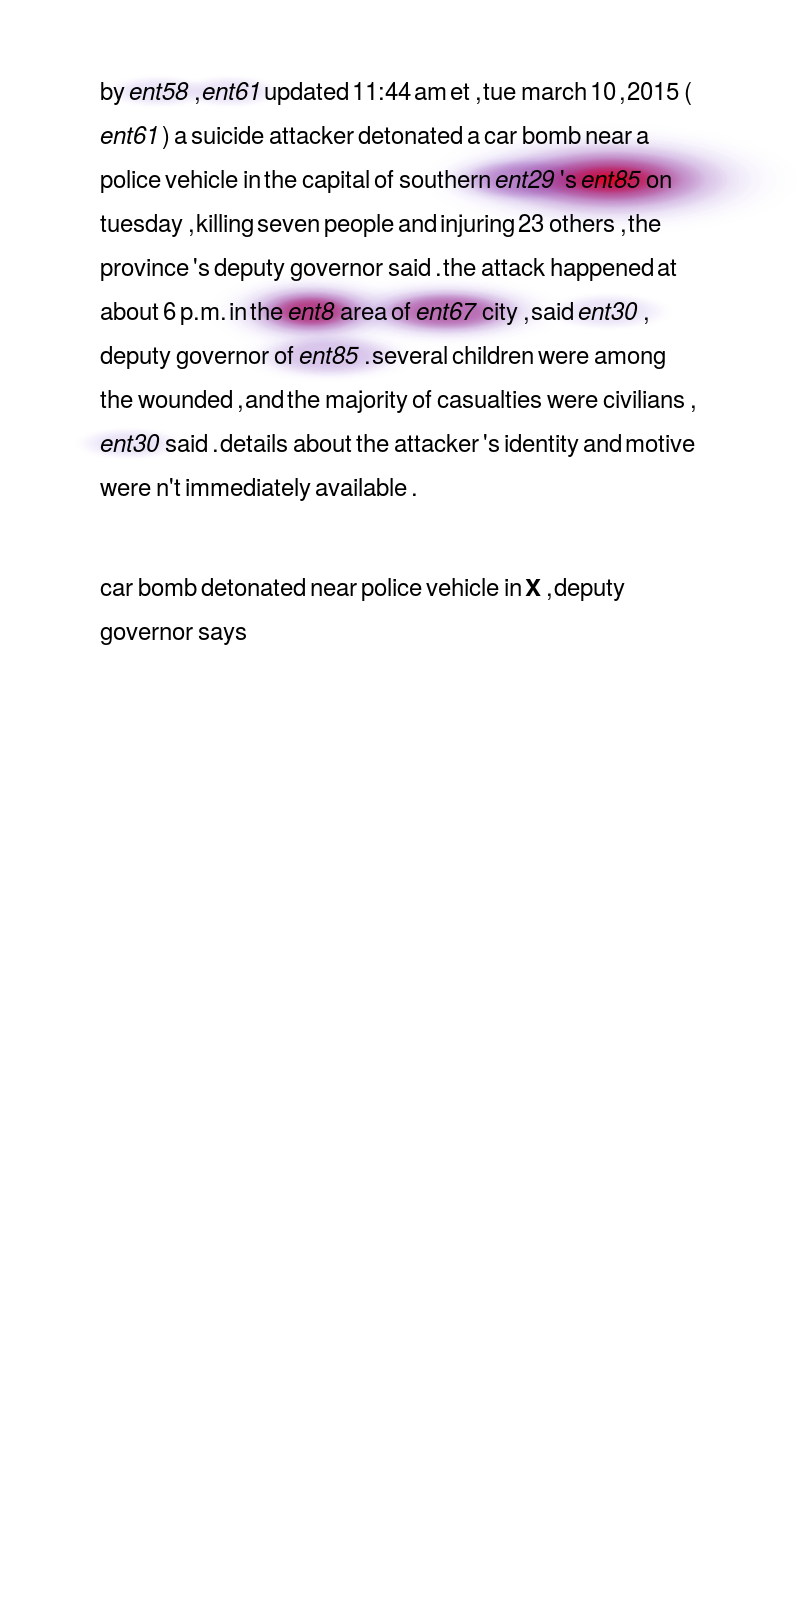 by ent58 , ent61 updated 11:44 am et , tue march 10 , 2015 (
ent61 ) a suicide attacker detonated a car bomb near a
police vehicle in the capital of southern ent29 's ent85 on
tuesday , killing seven people and injuring 23 others , the
province 's deputy governor said . the attack happened at
about 6 p.m. in the ent8 area of ent67 city , said ent30 ,
deputy governor of ent85 . several children were among
the wounded , and the majority of casualties were civilians ,
ent30 said . details about the attacker 's identity and motive
were n't immediately available .
car bomb detonated near police vehicle in X , deputy
governor says